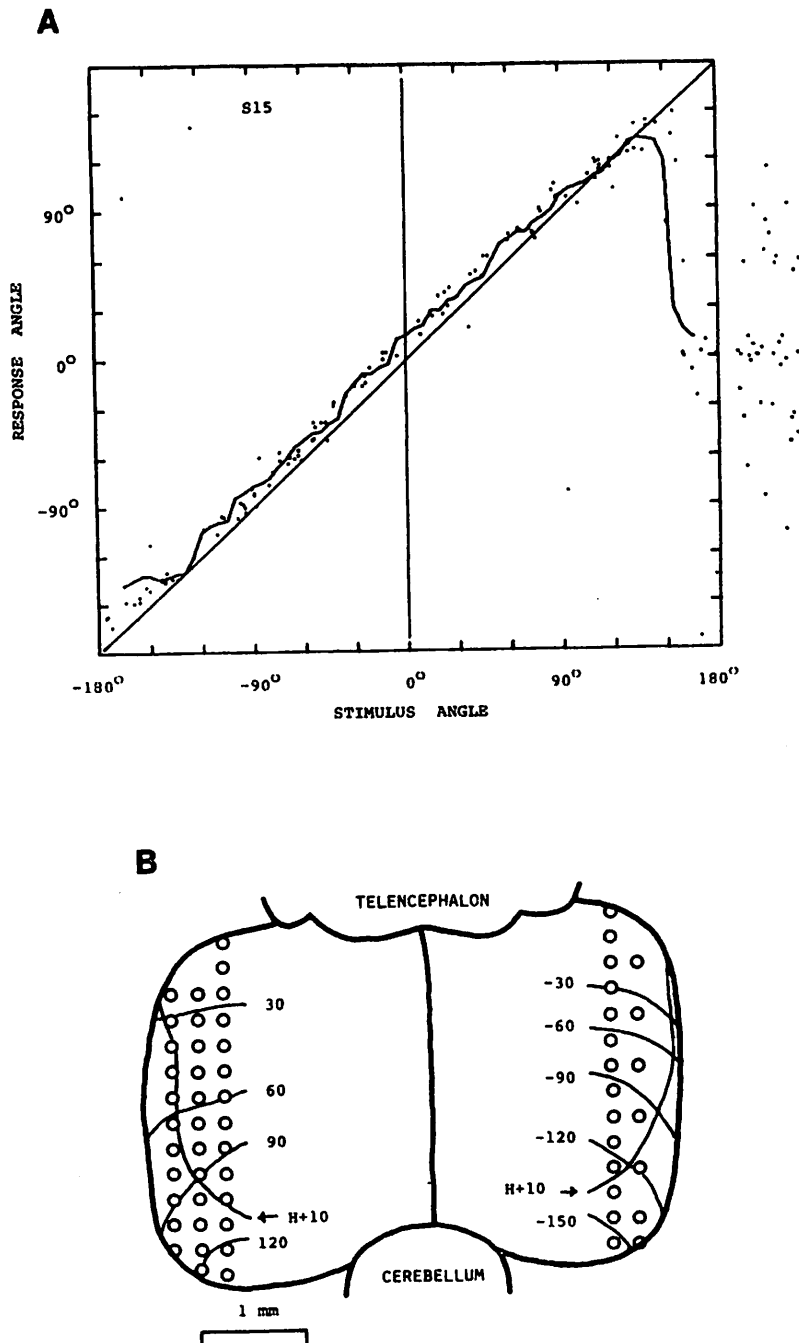 A
S15
90°
0°
-90°
RESPONSE ANGLE
-180° -90° 0° 90° 180°
STIMULUS ANGLE
B
TELENCEPHALON
30
60
90
H+10
120
-30
-60
-90
-120
H+10
-150
CEREBELLUM
1 mm